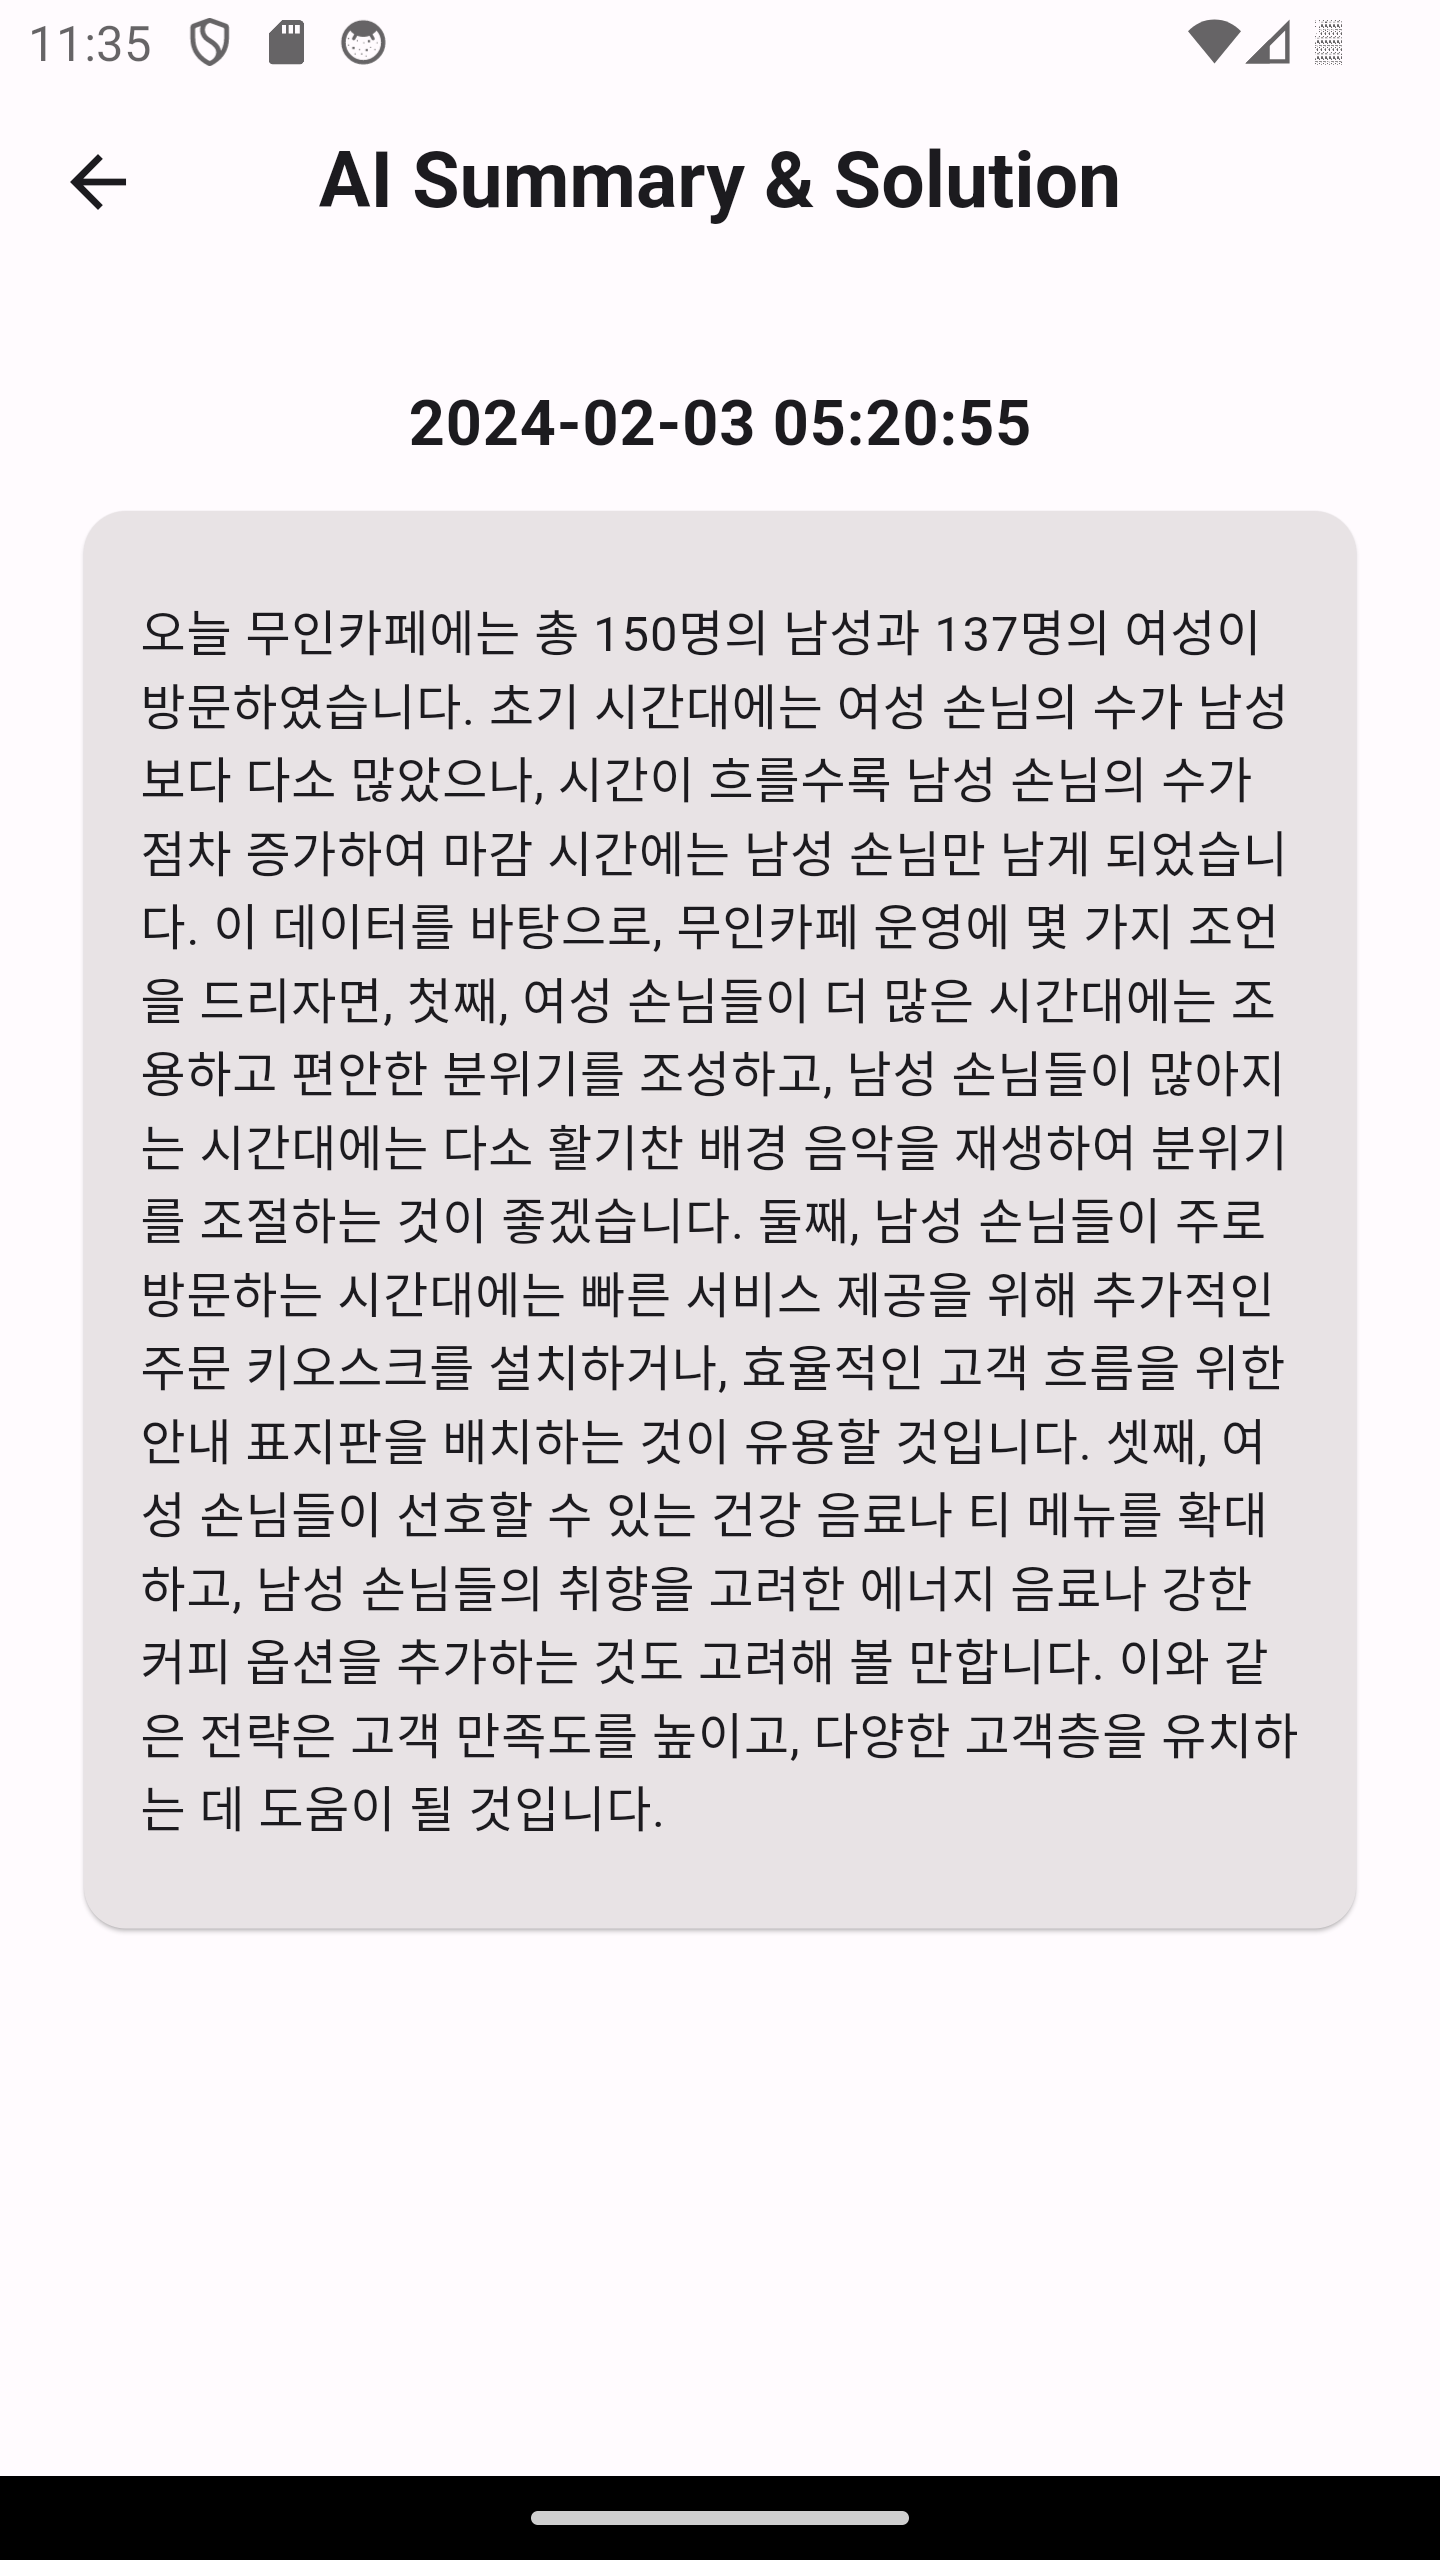 11:35
AI Summary & Solution
2024-02-03 05:20:55
오늘 무인카페에는 총 150명의 남성과 137명의 여성이
방문하였습니다. 초기 시간대에는 여성 손님의 수가 남성
보다 다소 많았으나, 시간이 흐를수록 남성 손님의 수가
점차 증가하여 마감 시간에는 남성 손님만 남게 되었습니
다. 이 데이터를 바탕으로, 무인카페 운영에 몇 가지 조언
을 드리자면, 첫째, 여성 손님들이 더 많은 시간대에는 조
용하고 편안한 분위기를 조성하고, 남성 손님들이 많아지
는 시간대에는 다소 활기찬 배경 음악을 재생하여 분위기
를 조절하는 것이 좋겠습니다. 둘째, 남성 손님들이 주로
방문하는 시간대에는 빠른 서비스 제공을 위해 추가적인
주문 키오스크를 설치하거나, 효율적인 고객 흐름을 위한
안내 표지판을 배치하는 것이 유용할 것입니다. 셋째, 여
성 손님들이 선호할 수 있는 건강 음료나 티 메뉴를 확대
하고, 남성 손님들의 취향을 고려한 에너지 음료나 강한
커피 옵션을 추가하는 것도 고려해 볼 만합니다. 이와 같
은 전략은 고객 만족도를 높이고, 다양한 고객층을 유치하
는 데 도움이 될 것입니다.